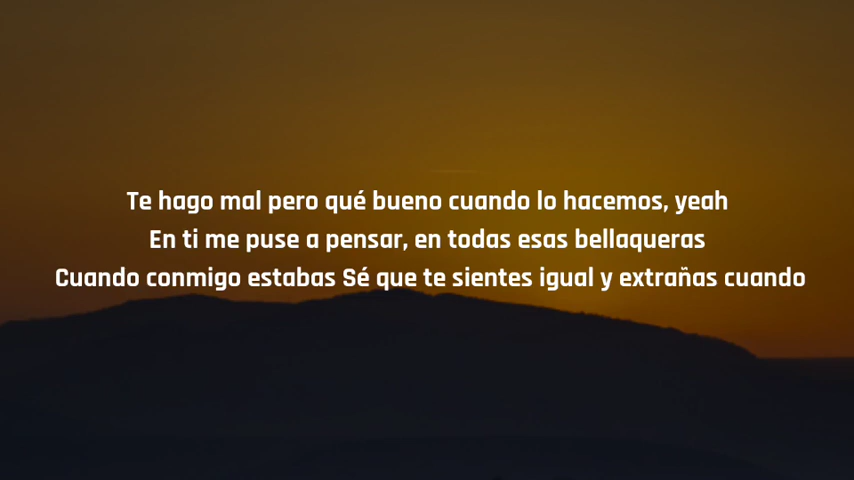 Te hago mal pero qué bueno cuando lo hacemos, yeah
En ti me puse a pensar, en todas esas bellaqueras
Cuando conmigo estabas Sé que te sientes igual y extrañas cuando